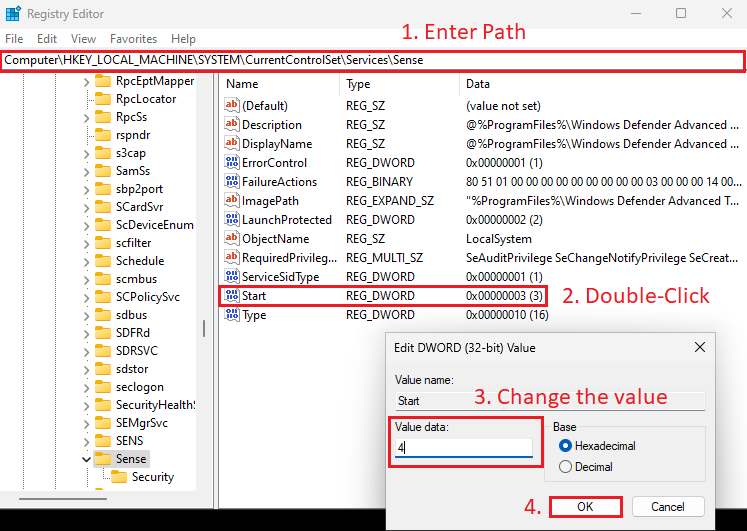 Registry Editor
File Edit View Favorites Help
1. Enter Path
Computer\HKEY_LOCAL_MACHINE\SYSTEM\CurrentControlSet\Services\Sense
RpcEptMapper
RpcLocator
RpcSs
rspndr
s3cap
SamSs
sbp2port
SCardSvr
ScDeviceEnum
scfilter
Schedule
scmbus
SCPolicySvc
sdbus
SDFRd
SDRSVC
sdstor
seclogon
SecurityHealthS
SEMgrSvc
SENS
Sense
Security
Name Type Data
ab (Default) REG_SZ (value not set)
ab Description REG_SZ @%ProgramFiles%\Windows Defender Advanced ...
ab DisplayName REG_SZ @%ProgramFiles%\Windows Defender Advanced ...
ErrorControl REG_DWORD 0x00000001 (1)
FailureActions REG_BINARY 80 51 01 00 00 00 00 00 00 00 00 00 03 00 00 00 14 00...
ab ImagePath REG_EXPAND_SZ "%ProgramFiles%\Windows Defender Advanced T...
LaunchProtected REG_DWORD 0x00000002 (2)
ab ObjectName REG_SZ LocalSystem
ab RequiredPrivileg... REG_MULTI_SZ SeAuditPrivilege SeChangeNotifyPrivilege SeCreat...
ServiceSidType REG_DWORD 0x00000001 (1)
Start REG_DWORD 0x00000003 (3)
2. Double-Click
Type REG_DWORD 0x00000010 (16)
Edit DWORD (32-bit) Value
Value name:
3. Change the value
Start
Value data:
4
Base
Hexadecimal
Decimal
4.
OK
Cancel